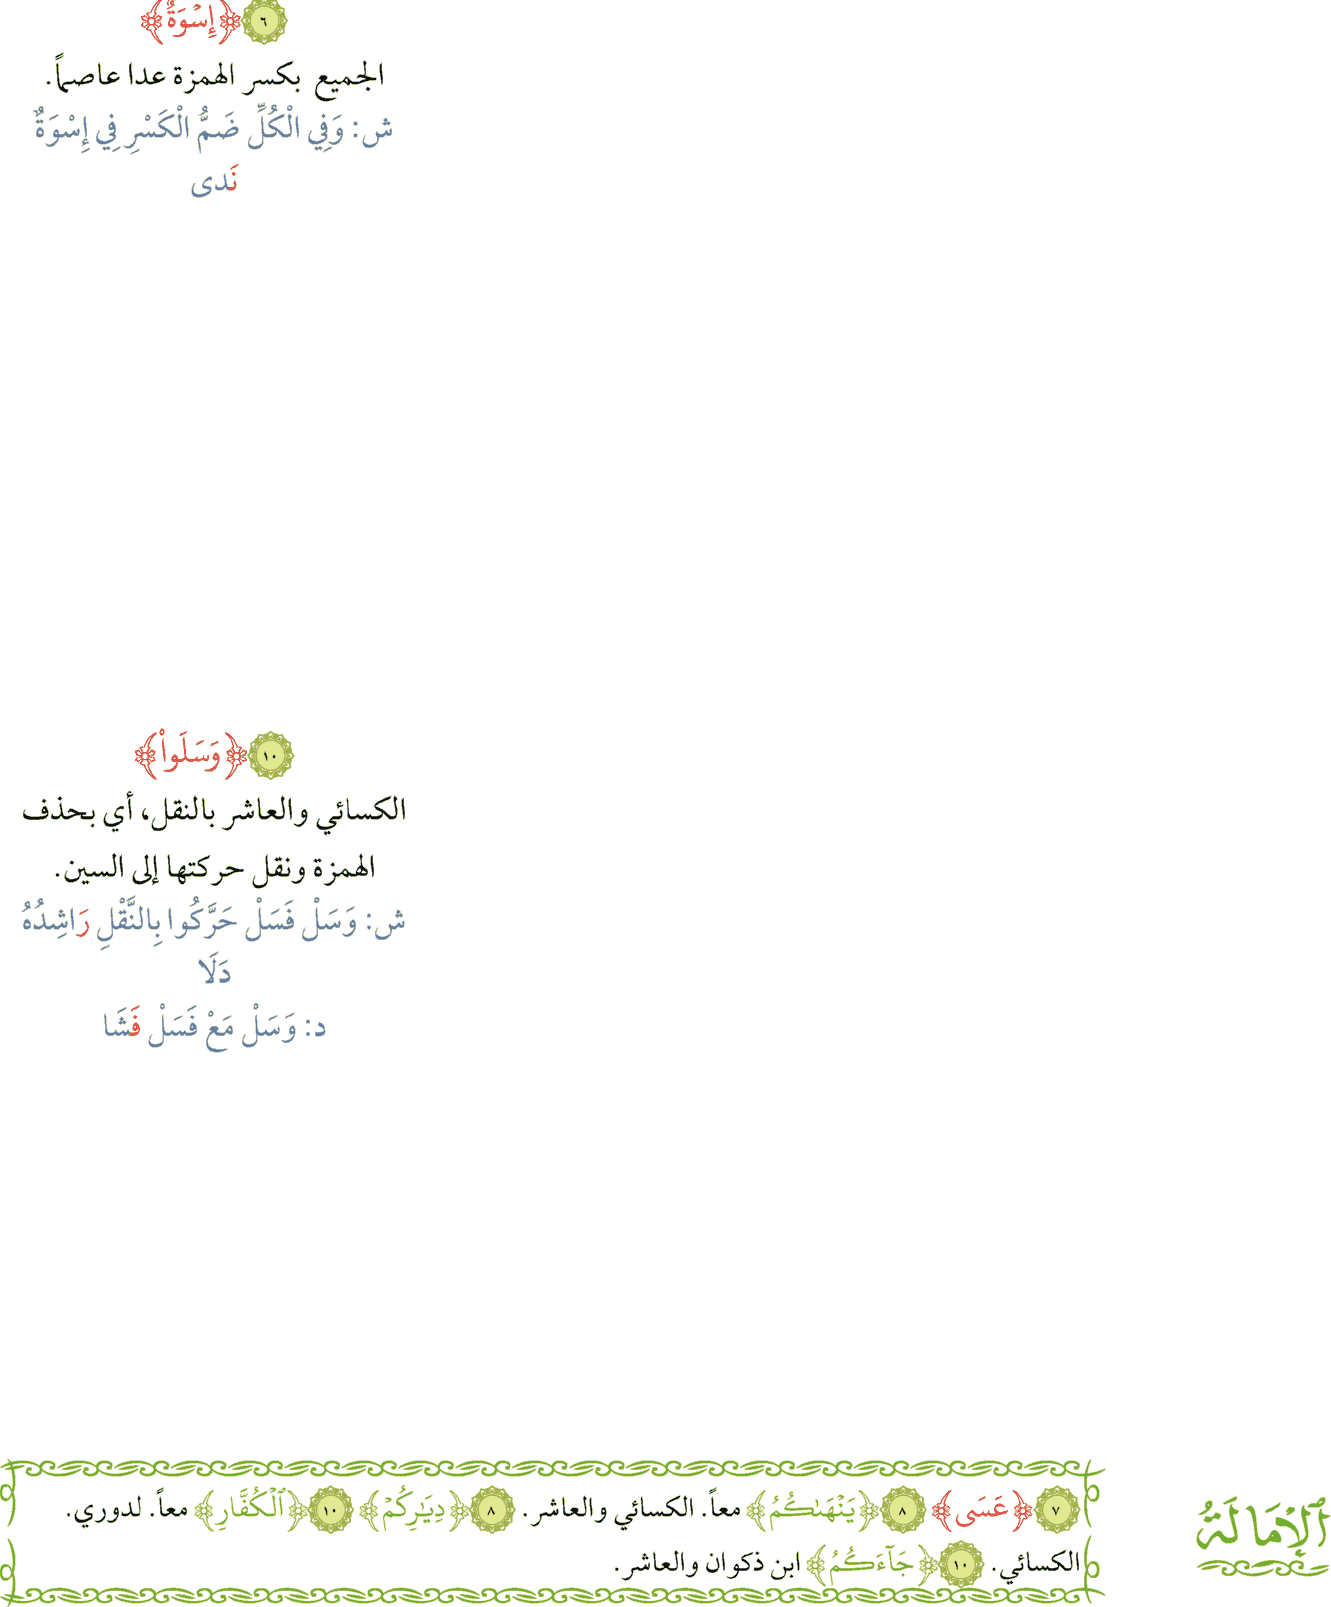 ٦ ﴿إِسْوَةٌ﴾
الجميع بكسر الهمزة عدا عاصماً.
ش: وَفِي الْكُلِّ ضَمُّ الْكَسْرِ فِي إِسْوَةٌ
نَدى
١٠ ﴿وَسَلُواْ﴾
الكسائي والعاشر بالنقل، أي بحذف
الهمزة ونقل حركتها إلى السين.
ش: وَسَلْ فَسَلْ حَرَّكُوا بِالنَّقْلِ رَاشِدُهُ
دَلَا
د: وَسَلْ مَعْ فَسَلْ فَشَا
ٱلْإِمَالَةُ
٧ ﴿عَسَى﴾ ٨ ﴿يَنْهَىٰكُمُ﴾ معاً. الكسائي والعاشر. ٨ ﴿دِيَٰرِكُمْ﴾ ١٠ ﴿ٱلْكُفَّارِ﴾ معاً. لدوري.
الكسائي. ١٠ ﴿جَآءَكُمُ﴾ ابن ذكوان والعاشر.